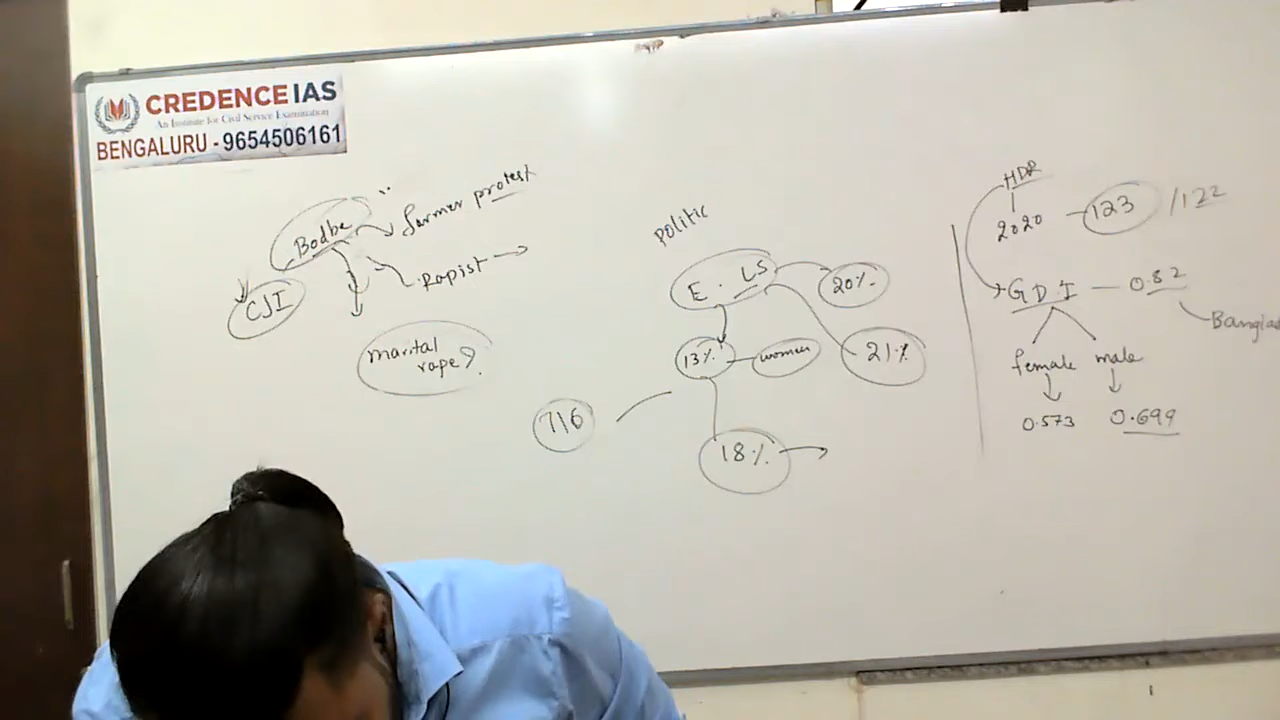 CREDENCE IAS
An Institute for Civil Service Examination
BENGALURU - 9654506161
Bodbe
farmer protest
Rapist
CJI
marital
rape?
Politic
E. LS
20%
13%
women
21%
716
18%
HDR
2020 - 123 /122
GDI - 0.82
Banglad
female male
0.573 0.699